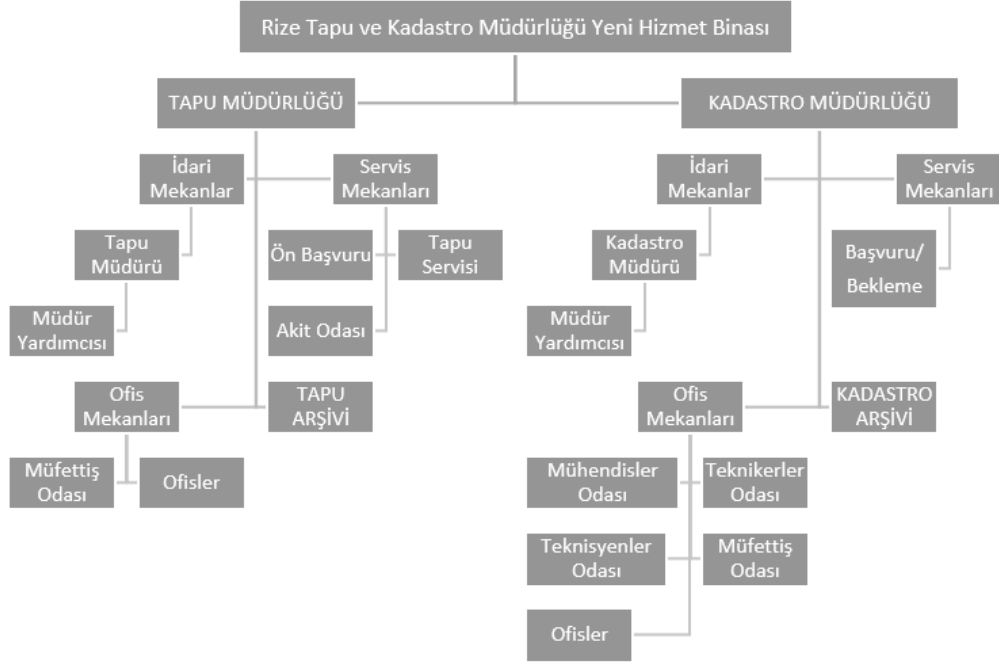 Rize Tapu ve Kadastro Müdürlüğü Yeni Hizmet Binası
TAPU MÜDÜRLÜĞÜ
KADASTRO MÜDÜRLÜĞÜ
İdari
Mekanlar
Servis
Mekanları
İdari
Mekanlar
Servis
Mekanları
Tapu
Müdürü
Ön Başvuru
Tapu
Servisi
Kadastro
Müdürü
Başvuru/
Bekleme
Müdür
Yardımcısı
Akit Odası
Müdür
Yardımcısı
Ofis
Mekanları
TAPU
ARŞİVİ
Ofis
Mekanları
KADASTRO
ARŞİVİ
Müfettiş
Odası
Ofisler
Mühendisler
Odası
Teknikerler
Odası
Teknisyenler
Odası
Müfettiş
Odası
Ofisler